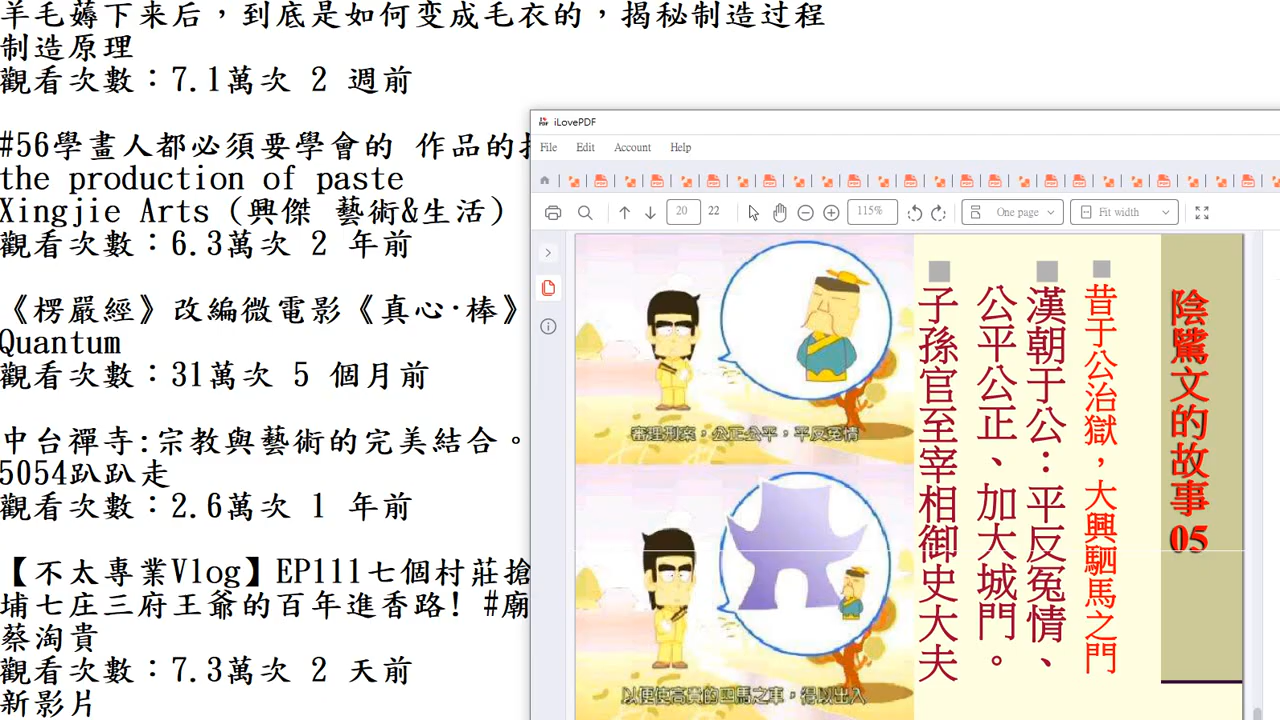 羊毛薅下来后，到底是如何变成毛衣的，揭秘制造过程
制造原理
觀看次數：7.1萬次 2 週前
#56學畫人都必須要學會的 作品的
the production of paste
Xingjie Arts (興傑 藝術&生活)
觀看次數：6.3萬次 2 年前
《楞嚴經》改編微電影《真心·棒》
Quantum
觀看次數：31萬次 5 個月前
中台禪寺:宗教與藝術的完美結合。
5054趴趴走
觀看次數：2.6萬次 1 年前
【不太專業Vlog】EP111七個村莊搶
埔七庄三府王爺的百年進香路! #廟
蔡淘貴
觀看次數：7.3萬次 2 天前
新影片
iLovePDF
File Edit Account Help
20 22 115% One page Fit width
陰騭文的故事 05
昔于公治獄，大興駟馬之門
漢朝于公：平反冤情、
公平公正、加大城門。
子孫官至宰相御史大夫
審理刑案，公正公平，平反冤情
以便使高貴的四馬之車，得以出入